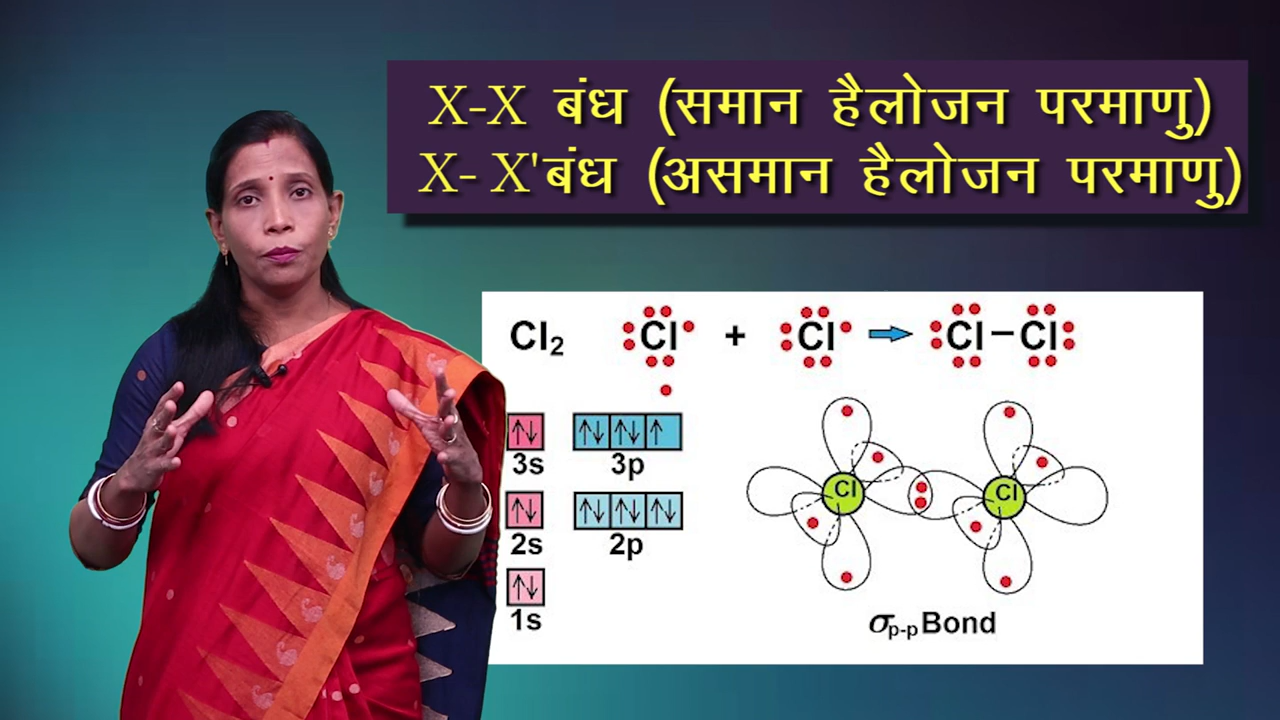 X-X बंध (समान हैलोजन परमाणु)
X- X'बंध (असमान हैलोजन परमाणु)
Cl₂ Cl + Cl Cl–Cl
3s 3p
2s 2p
1s
Cl Cl
σp-p Bond